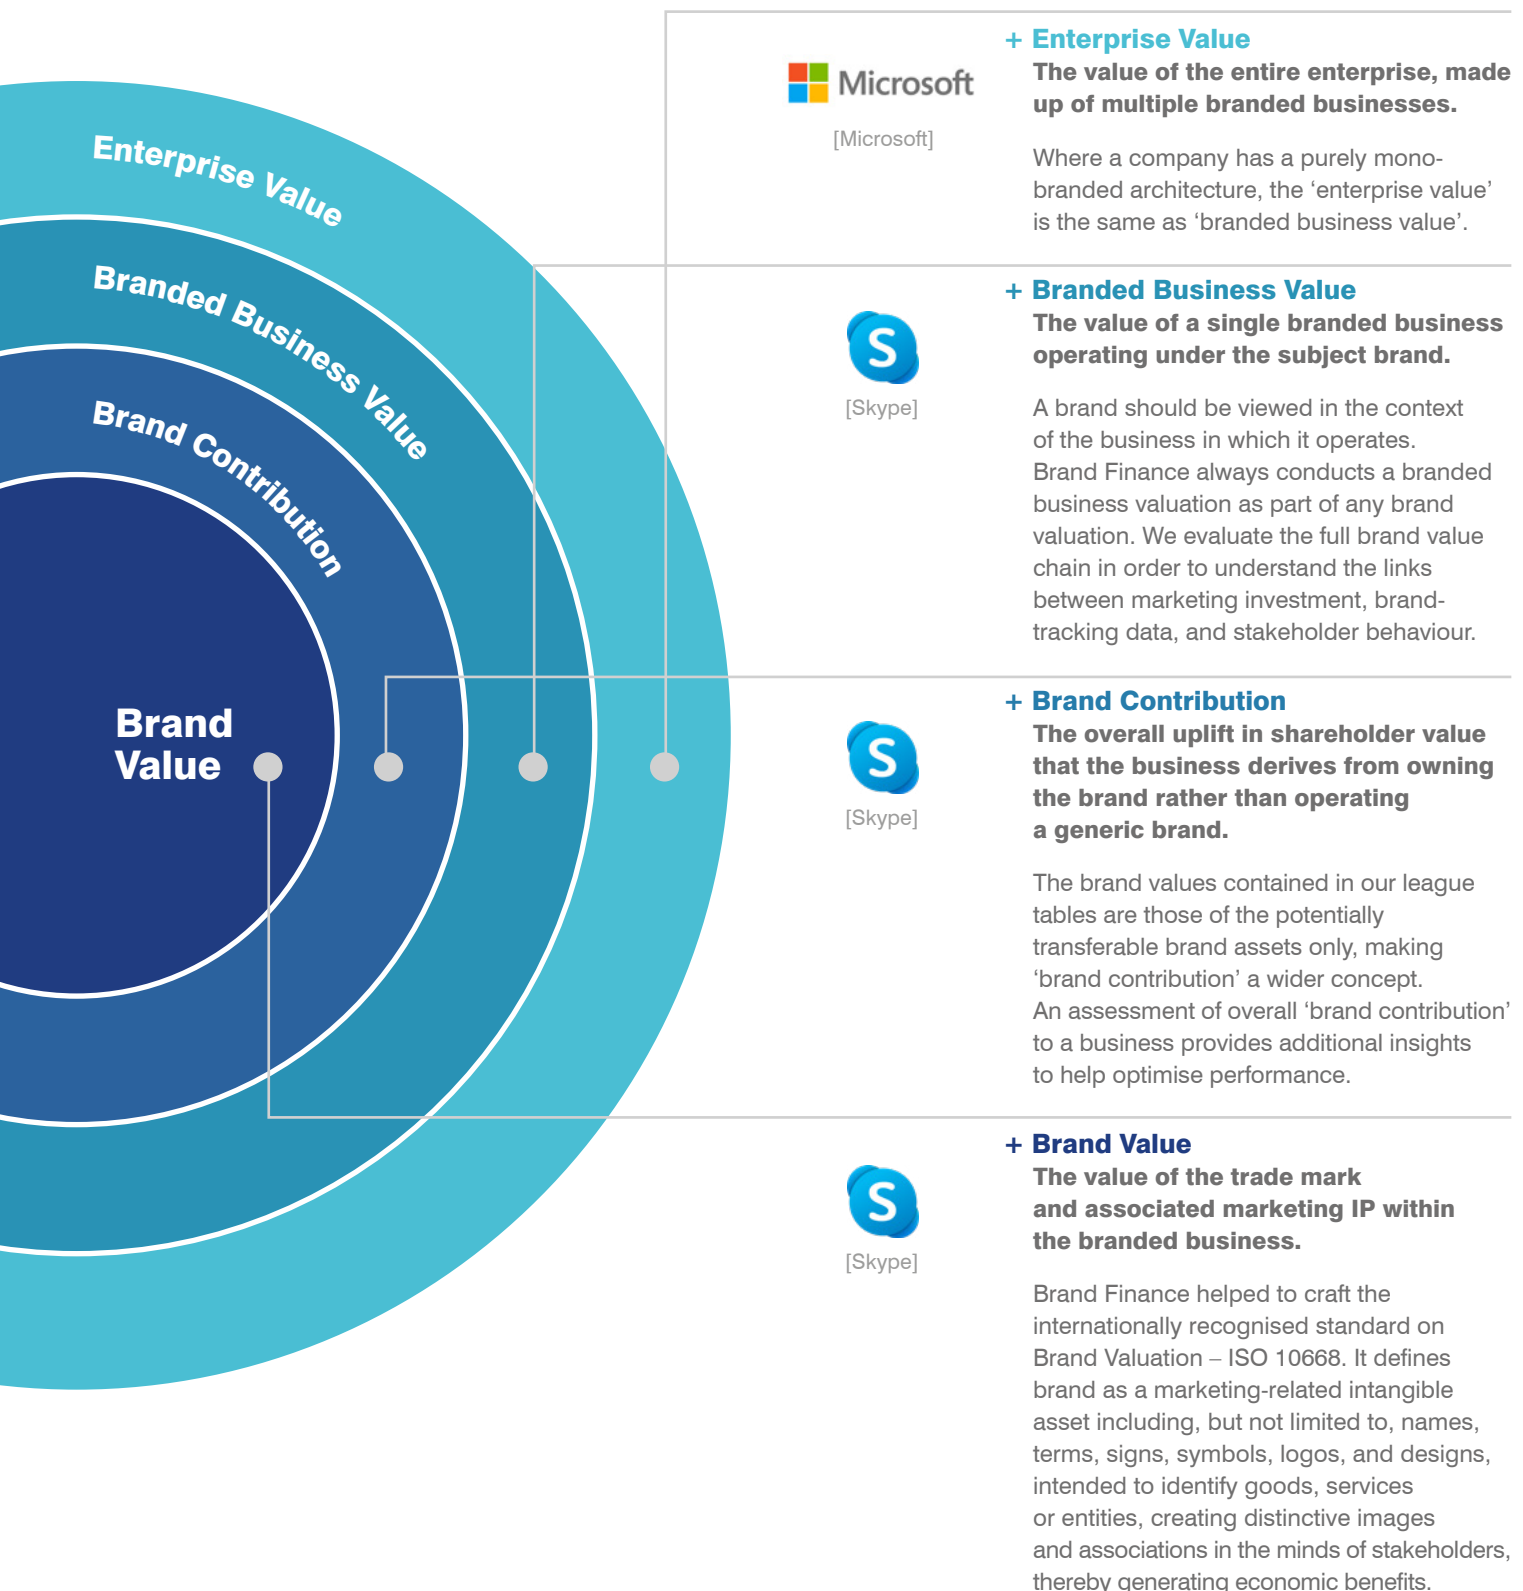 Enterprise Value
Branded Business Value
Brand Contribution
Brand
Value
Microsoft
[Microsoft]
+ Enterprise Value
The value of the entire enterprise, made
up of multiple branded businesses.
Where a company has a purely mono-
branded architecture, the ‘enterprise value’
is the same as ‘branded business value’.
S
[Skype]
+ Branded Business Value
The value of a single branded business
operating under the subject brand.
A brand should be viewed in the context
of the business in which it operates.
Brand Finance always conducts a branded
business valuation as part of any brand
valuation. We evaluate the full brand value
chain in order to understand the links
between marketing investment, brand-
tracking data, and stakeholder behaviour.
S
[Skype]
+ Brand Contribution
The overall uplift in shareholder value
that the business derives from owning
the brand rather than operating
a generic brand.
The brand values contained in our league
tables are those of the potentially
transferable brand assets only, making
‘brand contribution’ a wider concept.
An assessment of overall ‘brand contribution’
to a business provides additional insights
to help optimise performance.
S
[Skype]
+ Brand Value
The value of the trade mark
and associated marketing IP within
the branded business.
Brand Finance helped to craft the
internationally recognised standard on
Brand Valuation – ISO 10668. It defines
brand as a marketing-related intangible
asset including, but not limited to, names,
terms, signs, symbols, logos, and designs,
intended to identify goods, services
or entities, creating distinctive images
and associations in the minds of stakeholders,
thereby generating economic benefits.